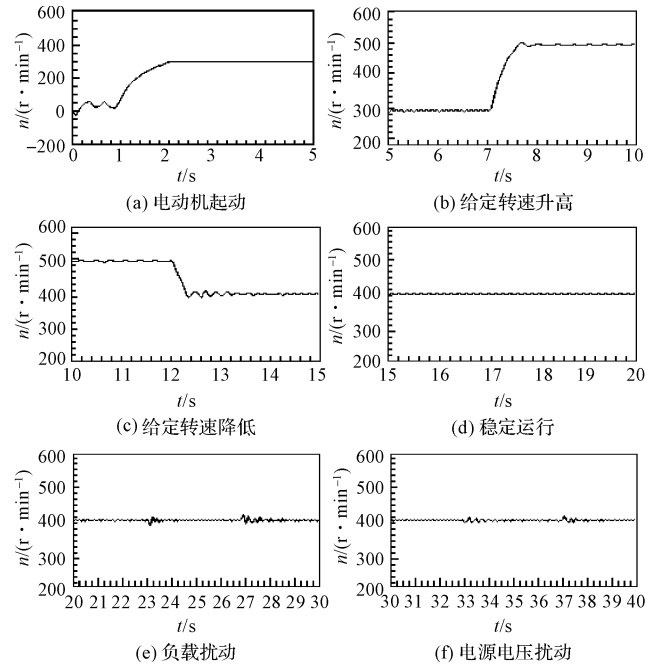 600
400
200
0
−200
n/(r·min⁻¹)
0 1 2 3 4 5
t/s
(a) 电动机起动
600
500
400
300
200
n/(r·min⁻¹)
5 6 7 8 9 10
t/s
(b) 给定转速升高
600
500
400
300
200
n/(r·min⁻¹)
10 11 12 13 14 15
t/s
(c) 给定转速降低
600
500
400
300
200
n/(r·min⁻¹)
15 16 17 18 19 20
t/s
(d) 稳定运行
600
500
400
300
200
n/(r·min⁻¹)
20 21 22 23 24 25 26 27 28 29 30
t/s
(e) 负载扰动
600
500
400
300
200
n/(r·min⁻¹)
30 31 32 33 34 35 36 37 38 39 40
t/s
(f) 电源电压扰动